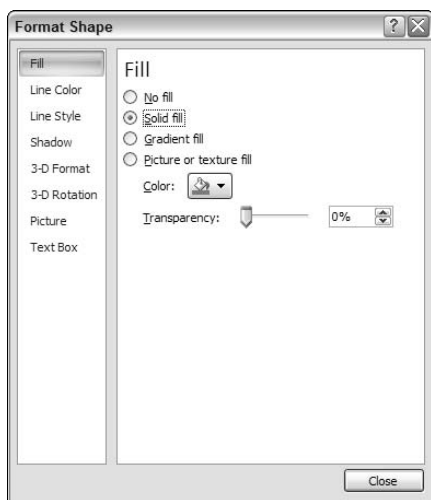 Format Shape
Fill
Line Color
Line Style
Shadow
3-D Format
3-D Rotation
Picture
Text Box
Fill
No fill
Solid fill
Gradient fill
Picture or texture fill
Color:
Transparency: 0%
Close